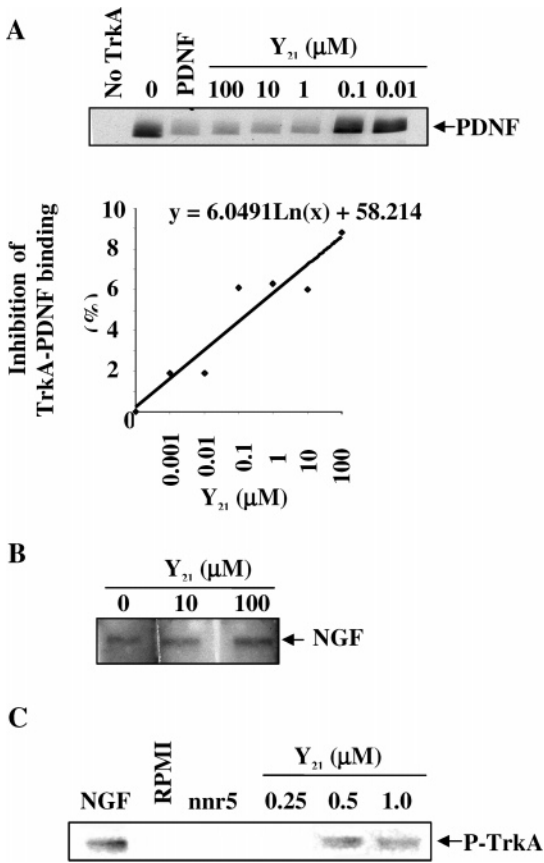 A
No TrkA
0
PDNF
Y21 (μM)
100 10 1 0.1 0.01
PDNF
y = 6.0491Ln(x) + 58.214
Inhibition of
TrkA-PDNF binding
(%)
10
8
6
4
2
0
0.001
0.01
0.1
1
10
100
Y21 (μM)
B
Y21 (μM)
0 10 100
NGF
C
NGF
RPMI
nnr5
Y21 (μM)
0.25 0.5 1.0
P-TrkA